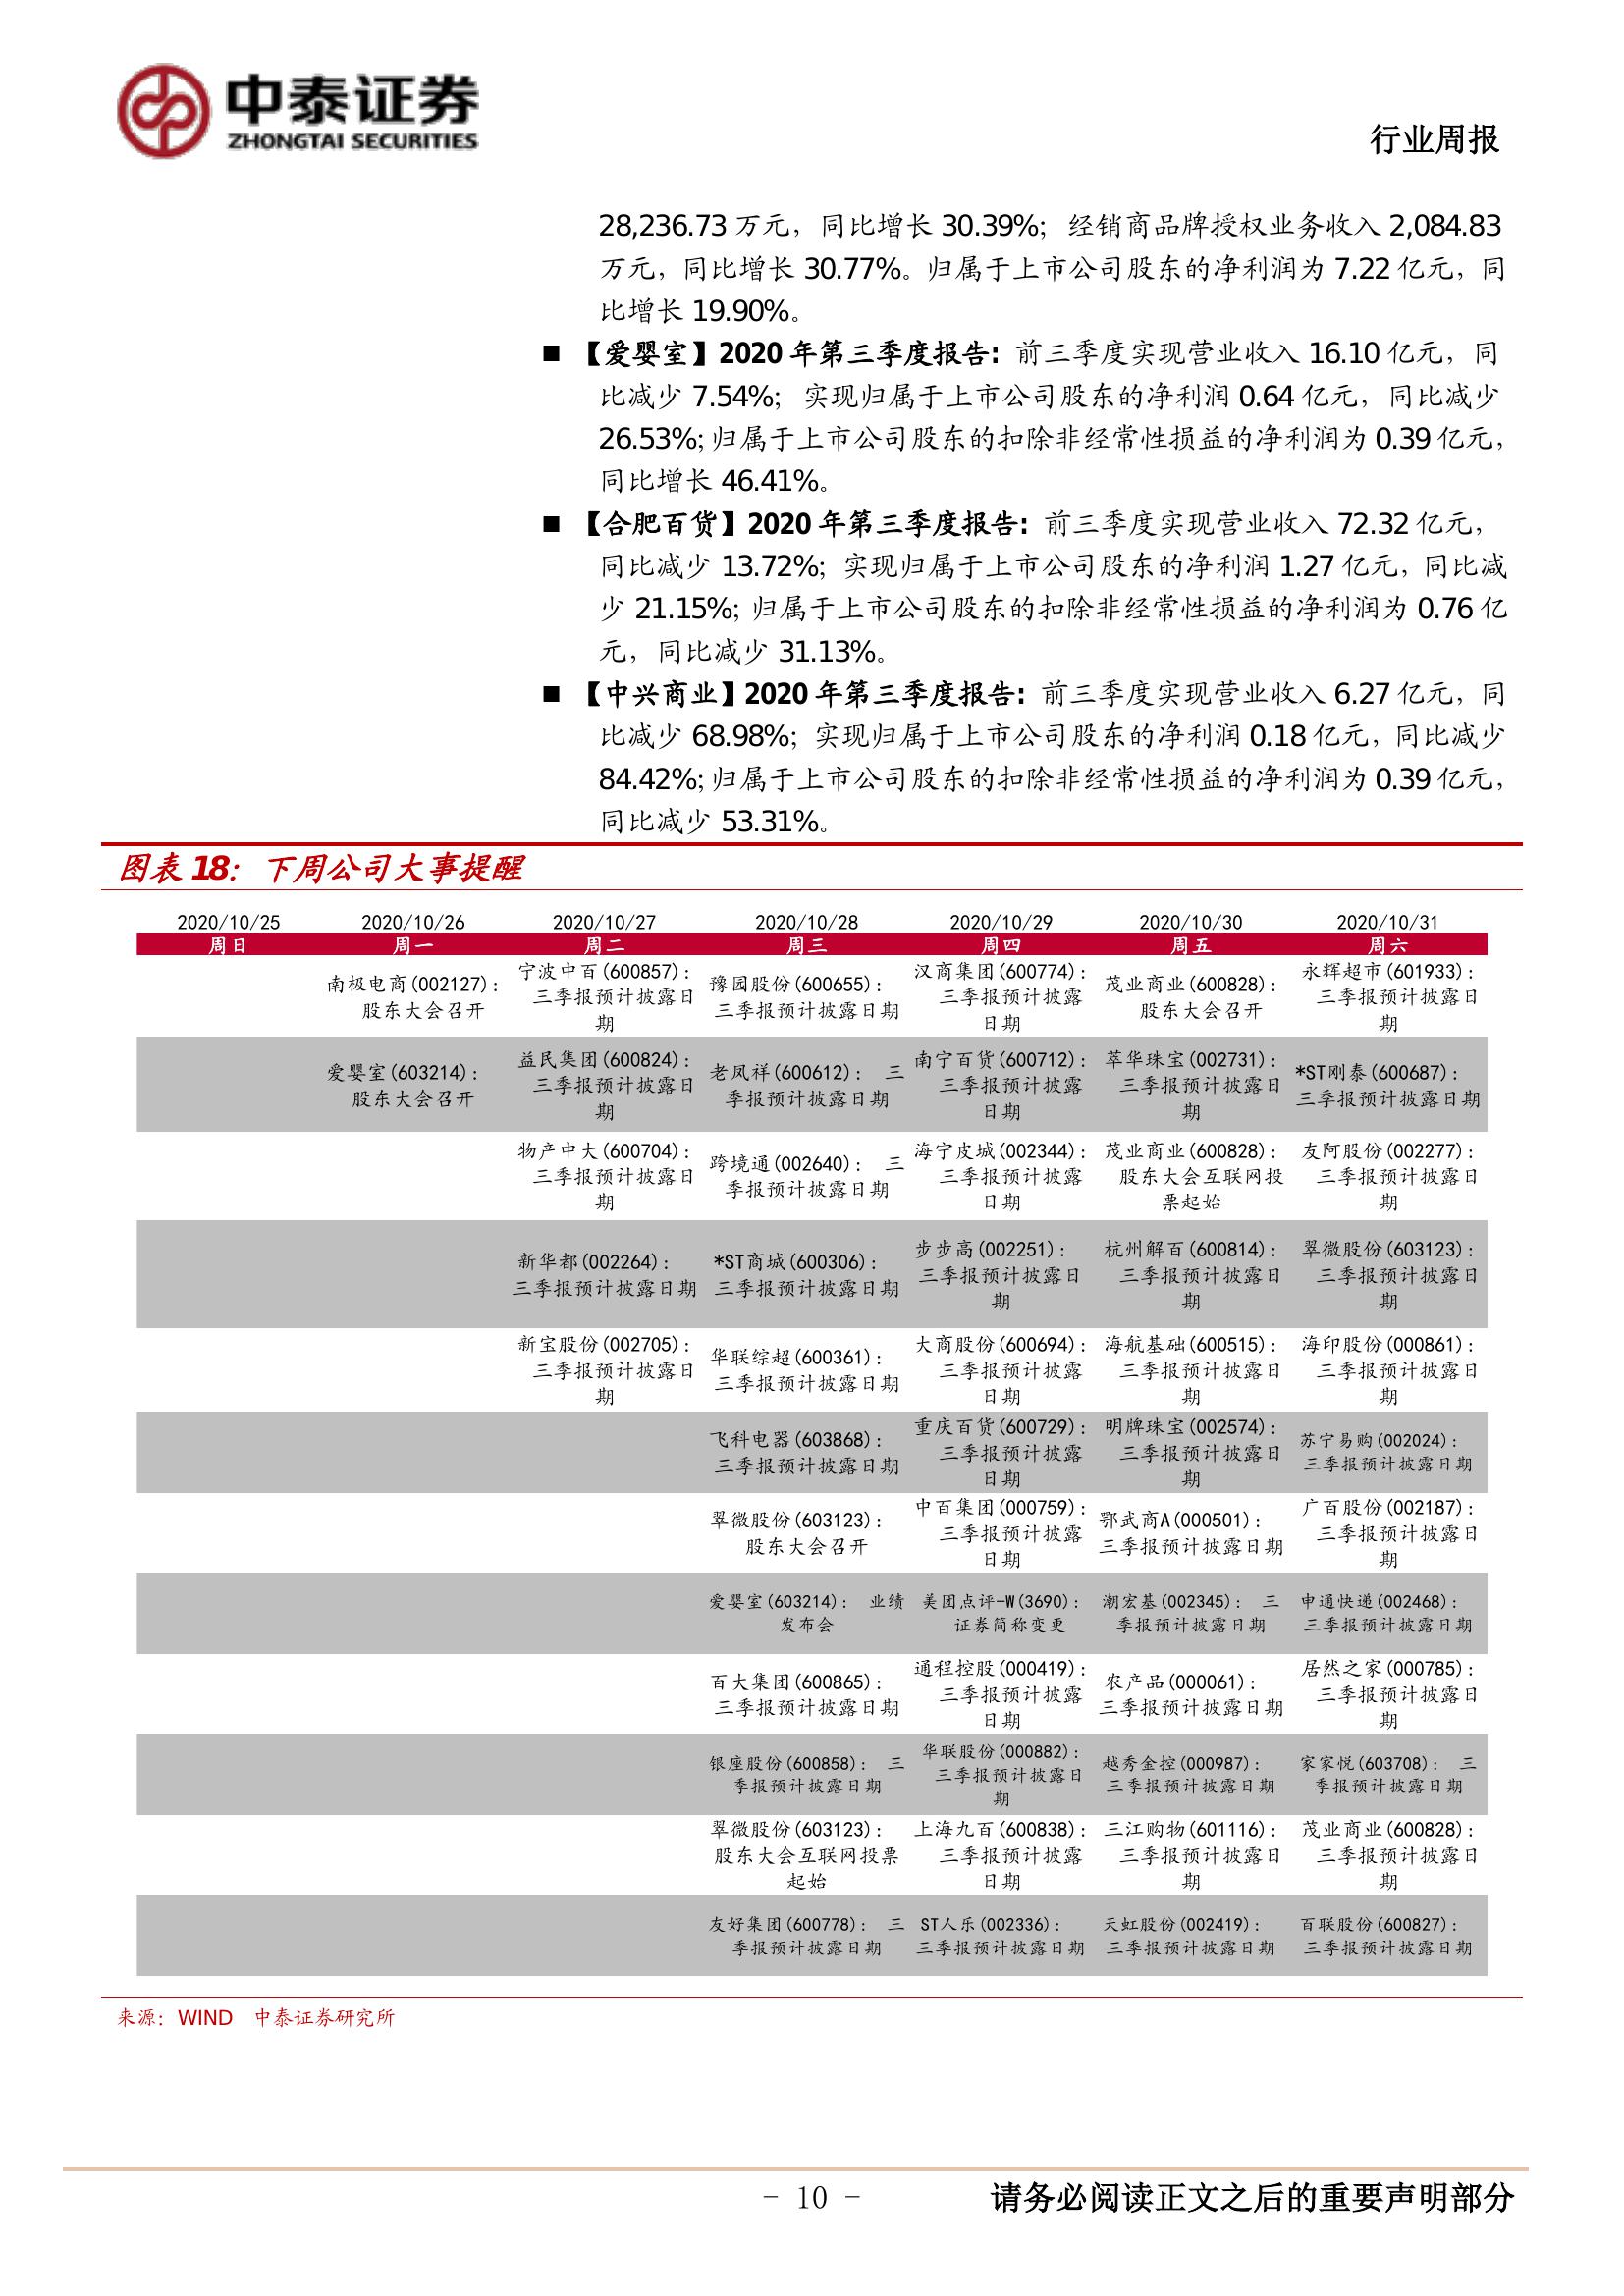 中泰证券
ZHONGTAI SECURITIES
行业周报
28,236.73 万元，同比增长 30.39%；经销商品牌授权业务收入 2,084.83
万元，同比增长 30.77%。归属于上市公司股东的净利润为 7.22 亿元，同
比增长 19.90%。
■ 【爱婴室】2020 年第三季度报告：前三季度实现营业收入 16.10 亿元，同
比减少 7.54%；实现归属于上市公司股东的净利润 0.64 亿元，同比减少
26.53%；归属于上市公司股东的扣除非经常性损益的净利润为 0.39 亿元，
同比增长 46.41%。
■ 【合肥百货】2020 年第三季度报告：前三季度实现营业收入 72.32 亿元，
同比减少 13.72%；实现归属于上市公司股东的净利润 1.27 亿元，同比减
少 21.15%；归属于上市公司股东的扣除非经常性损益的净利润为 0.76 亿
元，同比减少 31.13%。
■ 【中兴商业】2020 年第三季度报告：前三季度实现营业收入 6.27 亿元，同
比减少 68.98%；实现归属于上市公司股东的净利润 0.18 亿元，同比减少
84.42%；归属于上市公司股东的扣除非经常性损益的净利润为 0.39 亿元，
同比减少 53.31%。
图表 18：下周公司大事提醒
2020/10/25 2020/10/26 2020/10/27 2020/10/28 2020/10/29 2020/10/30 2020/10/31
周日 周一 周二 周三 周四 周五 周六
南极电商(002127)：
股东大会召开
宁波中百(600857)：
三季报预计披露日
期
豫园股份(600655)：
三季报预计披露日期
汉商集团(600774)：
三季报预计披露
日期
茂业商业(600828)：
股东大会召开
永辉超市(601933)：
三季报预计披露日
期
爱婴室(603214)：
股东大会召开
益民集团(600824)：
三季报预计披露日
期
老凤祥(600612)： 三
季报预计披露日期
南宁百货(600712)：
三季报预计披露
日期
萃华珠宝(002731)：
三季报预计披露日
期
*ST刚泰(600687)：
三季报预计披露日期
物产中大(600704)：
三季报预计披露日
期
跨境通(002640)： 三
季报预计披露日期
海宁皮城(002344)：
三季报预计披露
日期
茂业商业(600828)：
股东大会互联网投
票起始
友阿股份(002277)：
三季报预计披露日
期
新华都(002264)：
三季报预计披露日期
*ST商城(600306)：
三季报预计披露日期
步步高(002251)：
三季报预计披露日
期
杭州解百(600814)：
三季报预计披露日
期
翠微股份(603123)：
三季报预计披露日
期
新宝股份(002705)：
三季报预计披露日
期
华联综超(600361)：
三季报预计披露日期
大商股份(600694)：
三季报预计披露
日期
海航基础(600515)：
三季报预计披露日
期
海印股份(000861)：
三季报预计披露日
期
飞科电器(603868)：
三季报预计披露日期
重庆百货(600729)：
三季报预计披露
日期
明牌珠宝(002574)：
三季报预计披露日
期
苏宁易购(002024)：
三季报预计披露日期
翠微股份(603123)：
股东大会召开
中百集团(000759)：
三季报预计披露
日期
鄂武商A(000501)：
三季报预计披露日期
广百股份(002187)：
三季报预计披露日
期
爱婴室(603214)： 业绩
发布会
美团点评-W(3690)：
证券简称变更
潮宏基(002345)： 三
季报预计披露日期
申通快递(002468)：
三季报预计披露日期
百大集团(600865)：
三季报预计披露日期
通程控股(000419)：
三季报预计披露
日期
农产品(000061)：
三季报预计披露日期
居然之家(000785)：
三季报预计披露日
期
银座股份(600858)： 三
季报预计披露日期
华联股份(000882)：
三季报预计披露日
期
越秀金控(000987)：
三季报预计披露日期
家家悦(603708)： 三
季报预计披露日期
翠微股份(603123)：
股东大会互联网投票
起始
上海九百(600838)：
三季报预计披露
日期
三江购物(601116)：
三季报预计披露日
期
茂业商业(600828)：
三季报预计披露日
期
友好集团(600778)： 三
季报预计披露日期
ST人乐(002336)：
三季报预计披露日期
天虹股份(002419)：
三季报预计披露日期
百联股份(600827)：
三季报预计披露日期
来源：WIND 中泰证券研究所
- 10 -
请务必阅读正文之后的重要声明部分